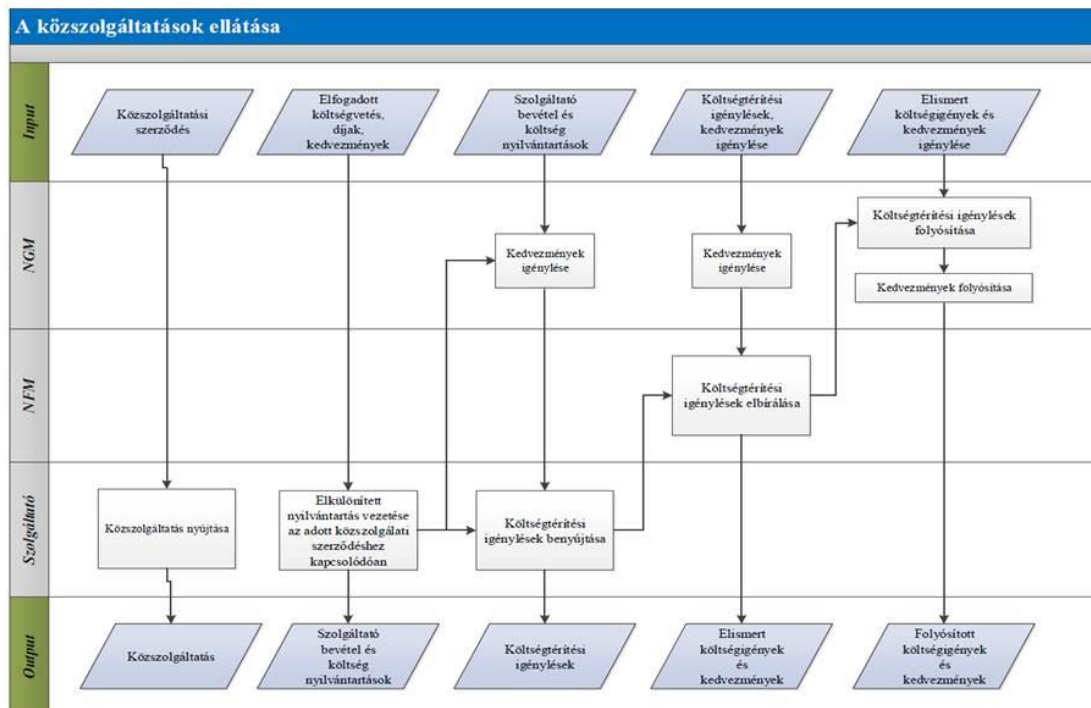 A közszolgáltatások ellátása
Input
Közszolgáltatási
szerződés
Elfogadott
költségvetés,
díjak,
kedvezmények
Szolgáltató
bevétel és
költség
nyilvántartások
Költségtérítési
igénylések,
kedvezmények
igénylése
Elismert
költségigények és
kedvezmények
igénylése
NGM
Kedvezmények
igénylése
Kedvezmények
igénylése
Költségtérítési igénylések
folyósítása
Kedvezmények folyósítása
NFM
Költségtérítési
igénylések elbírálása
Szolgáltató
Közszolgáltatás nyújtása
Elkülönített
nyilvántartás vezetése
az adott közszolgálati
szerződéshez
kapcsolódóan
Költségtérítési
igénylések benyújtása
Output
Közszolgáltatás
Szolgáltató
bevétel és
költség
nyilvántartások
Költségtérítési
igénylések
Elismert
költségigények
és
kedvezmények
Folyósított
költségigények
és
kedvezmények